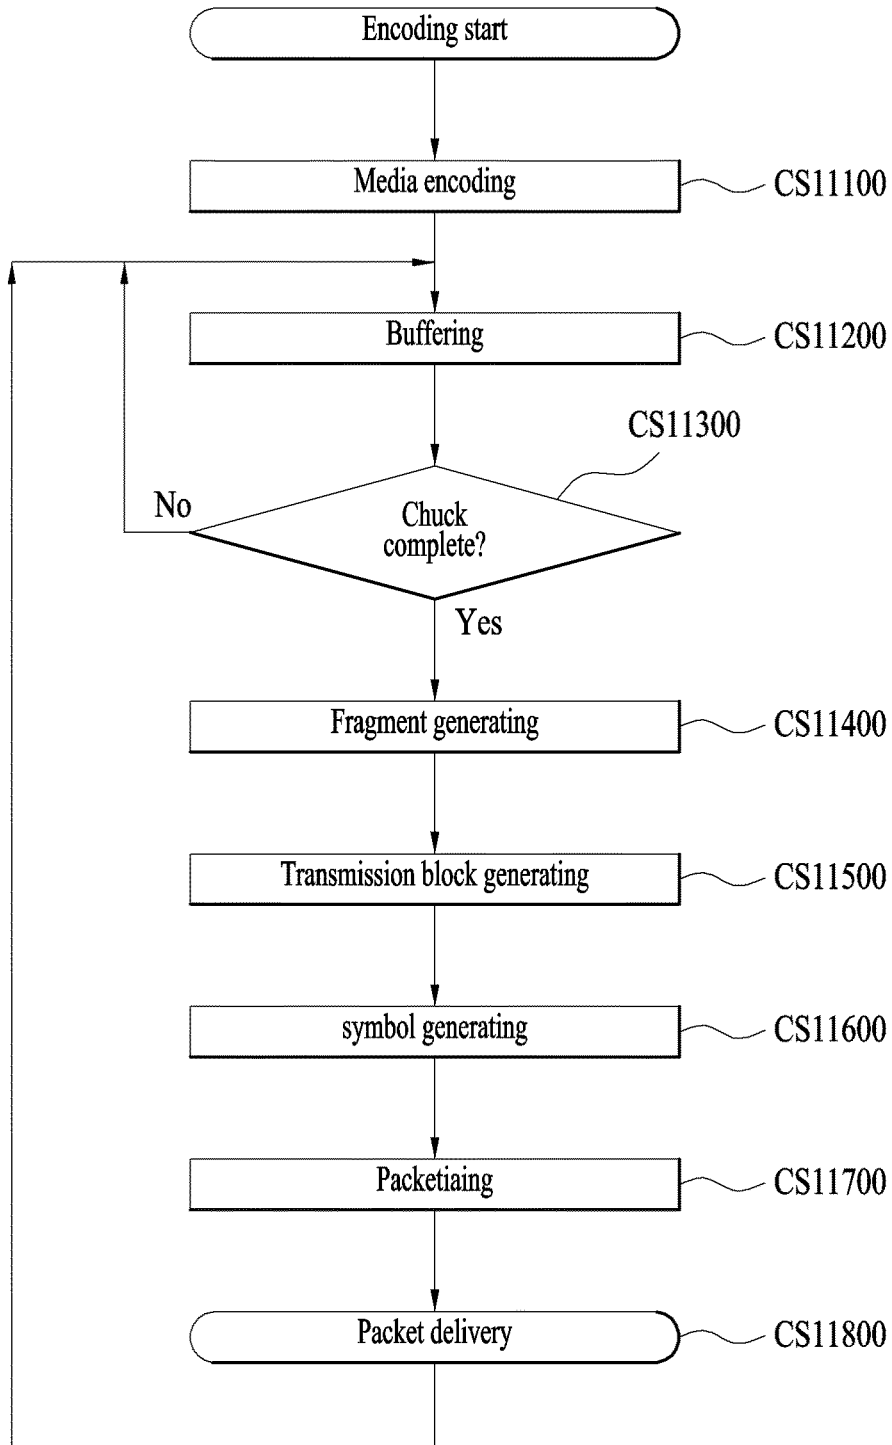 Encoding start
Media encoding
CS11100
Buffering
CS11200
CS11300
No
Chuck
complete?
Yes
Fragment generating
CS11400
Transmission block generating
CS11500
symbol generating
CS11600
Packetiaing
CS11700
Packet delivery
CS11800